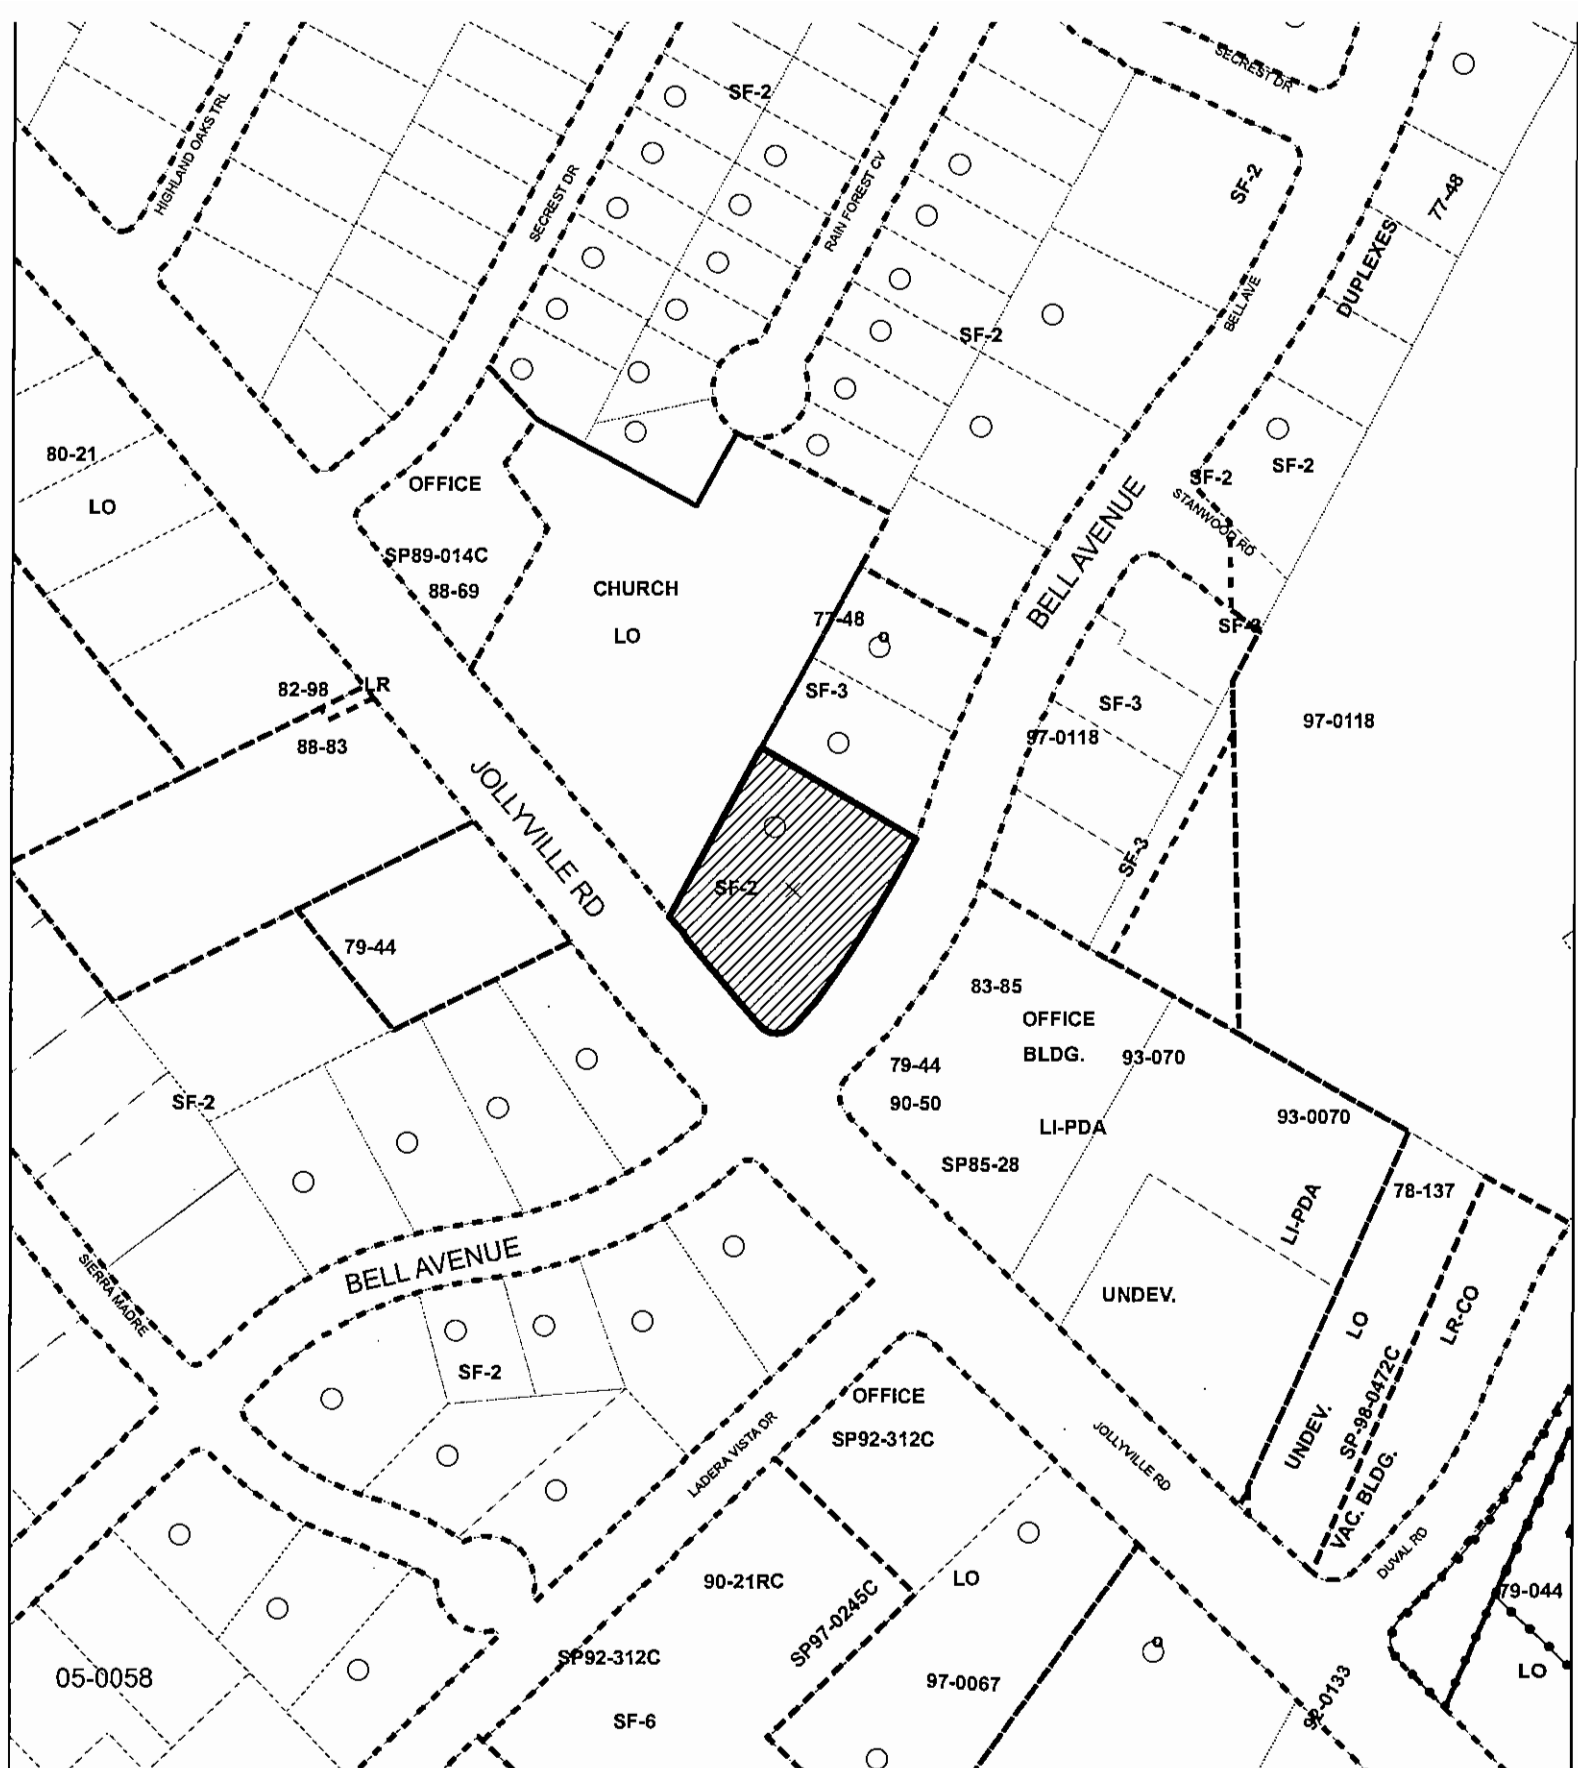 SECREST DR
SF-2
HIGHLAND OAKS TRL
SECREST DR
RAIN FOREST CV
SF-2
77-48
DUPLEXES
BELL AVE
SF-2
80-21
LO
OFFICE
SP89-014C
88-69
CHURCH
LO
BELL AVENUE
SF-2
SF-2
STANWOOD RD
77-48
SF-3
SF-3
97-0118
97-0118
82-98
LR
88-83
JOLLYVILLE RD
SF-2
SF-3
79-44
83-85
OFFICE
BLDG.
93-070
79-44
90-50
LI-PDA
93-0070
SP85-28
SF-2
LI-PDA
78-137
SIERRA MADRE
BELL AVENUE
UNDEV.
LO
LR-CO
SF-2
OFFICE
SP92-312C
LADERA VISTA DR
JOLLYVILLE RD
UNDEV.
SP-98-0472C
VAC. BLDG.
DUVAL RD
90-21RC
SP97-0245C
LO
79-044
LO
05-0058
SP92-312C
SF-6
97-0067
92-0133